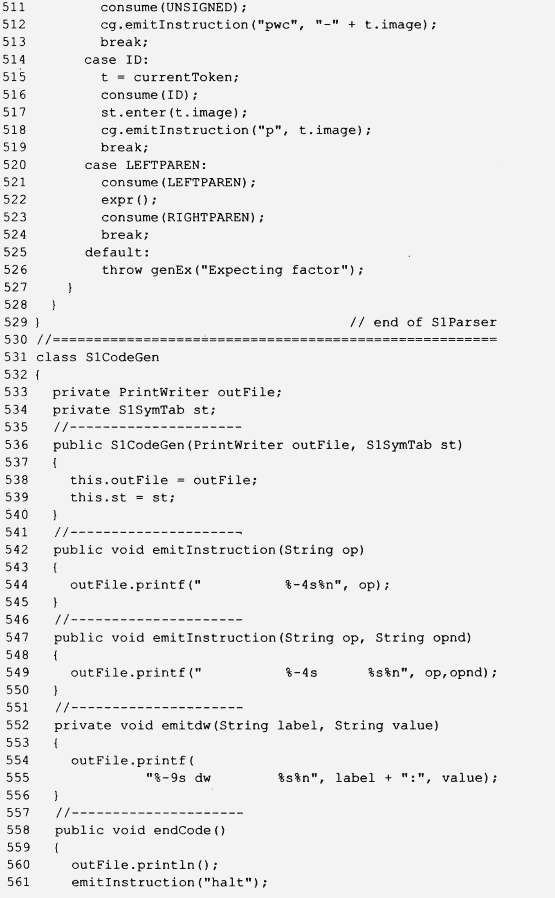 511         consume(UNSIGNED);
512         cg.emitInstruction("pwc", "-" + t.image);
513         break;
514       case ID:
515         t = currentToken;
516         consume(ID);
517         st.enter(t.image);
518         cg.emitInstruction("p", t.image);
519         break;
520       case LEFTPAREN:
521         consume(LEFTPAREN);
522         expr();
523         consume(RIGHTPAREN);
524         break;
525       default:
526         throw genEx("Expecting factor");
527     }
528   }
529 }                                     // end of S1Parser
530 //======================================================
531 class S1CodeGen
532 {
533   private PrintWriter outFile;
534   private S1SymTab st;
535   //---------------------
536   public S1CodeGen(PrintWriter outFile, S1SymTab st)
537   {
538     this.outFile = outFile;
539     this.st = st;
540   }
541   //---------------------
542   public void emitInstruction(String op)
543   {
544     outFile.printf("          %-4s%n", op);
545   }
546   //---------------------
547   public void emitInstruction(String op, String opnd)
548   {
549     outFile.printf("          %-4s      %s%n", op,opnd);
550   }
551   //---------------------
552   private void emitdw(String label, String value)
553   {
554     outFile.printf(
555              "%-9s dw        %s%n", label + ":", value);
556   }
557   //---------------------
558   public void endCode()
559   {
560     outFile.println();
561     emitInstruction("halt");